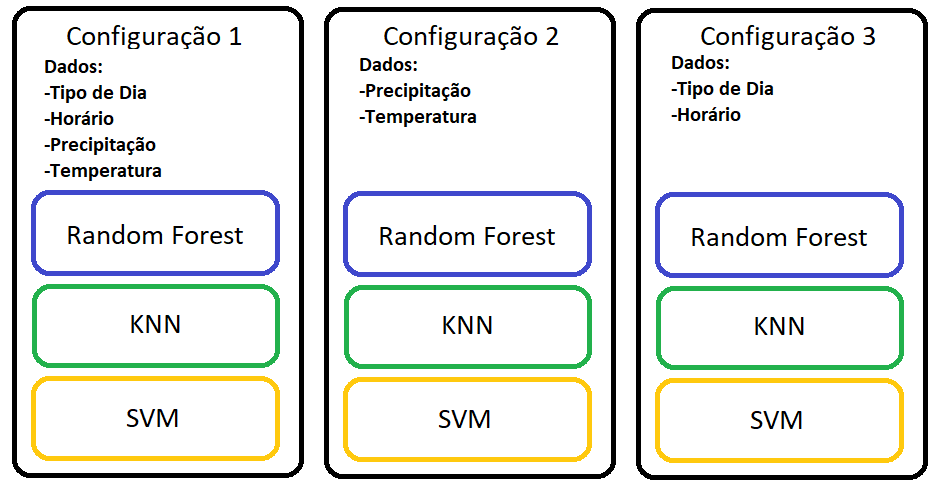 Configuração 1
Dados:
-Tipo de Dia
-Horário
-Precipitação
-Temperatura
Random Forest
KNN
SVM
Configuração 2
Dados:
-Precipitação
-Temperatura
Random Forest
KNN
SVM
Configuração 3
Dados:
-Tipo de Dia
-Horário
Random Forest
KNN
SVM